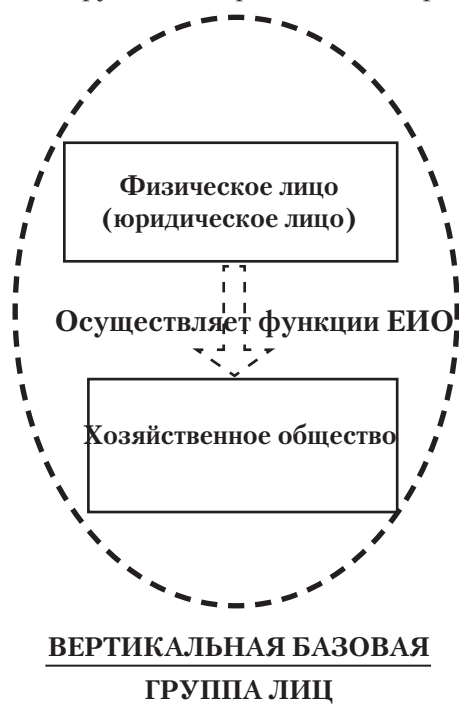 Физическое лицо
(юридическое лицо)
Осуществляет функции ЕИО
Хозяйственное общество
ВЕРТИКАЛЬНАЯ БАЗОВАЯ
ГРУППА ЛИЦ